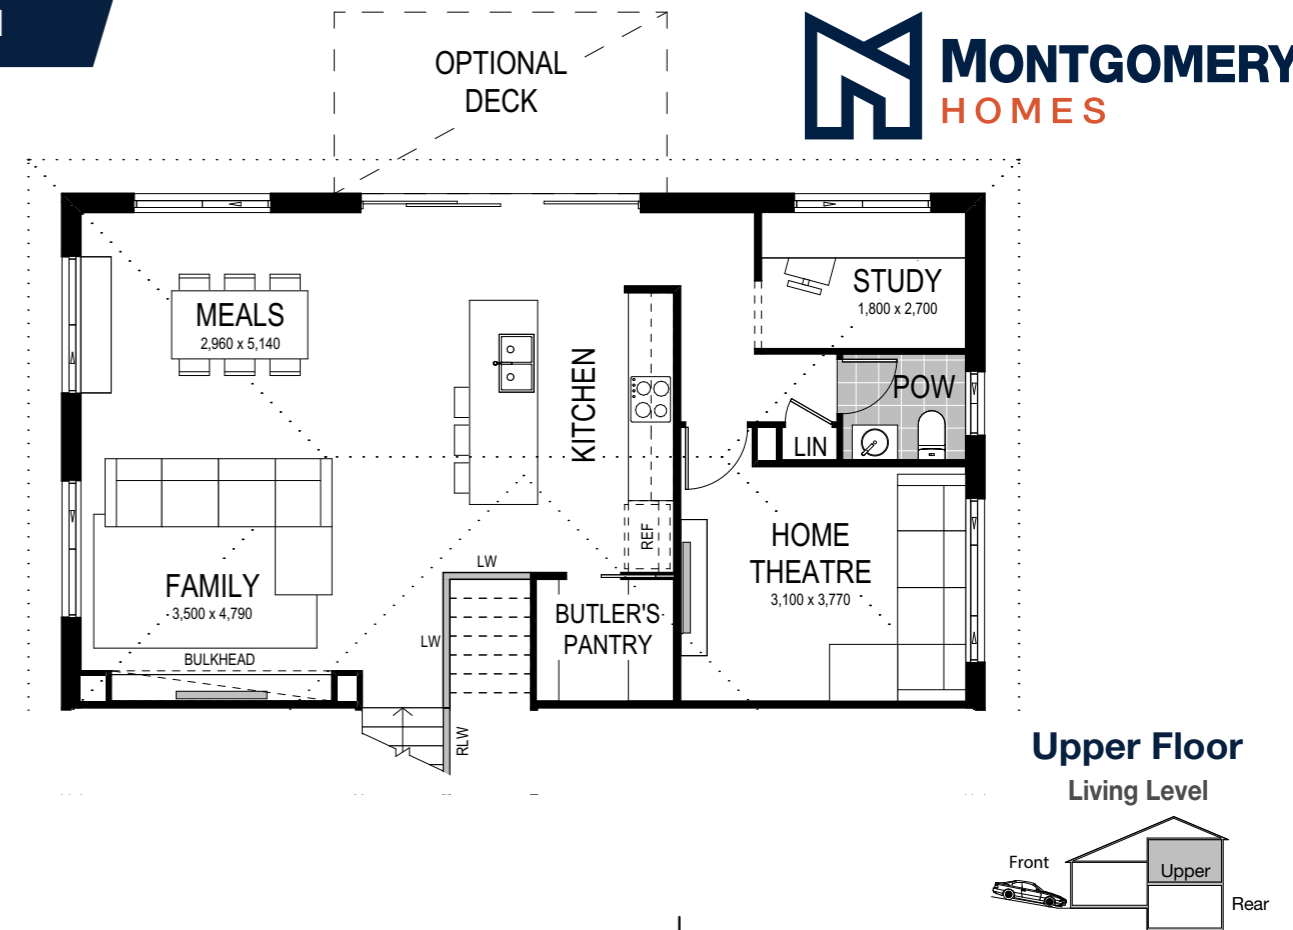 OPTIONAL
DECK
MONTGOMERY
HOMES
MEALS
2,960 x 5,140
STUDY
1,800 x 2,700
KITCHEN
POW
LIN
REF
HOME
THEATRE
3,100 x 3,770
LW
FAMILY
3,500 x 4,790
BUTLER'S
PANTRY
LW
BULKHEAD
RLW
Upper Floor
Living Level
Front
Upper
Rear